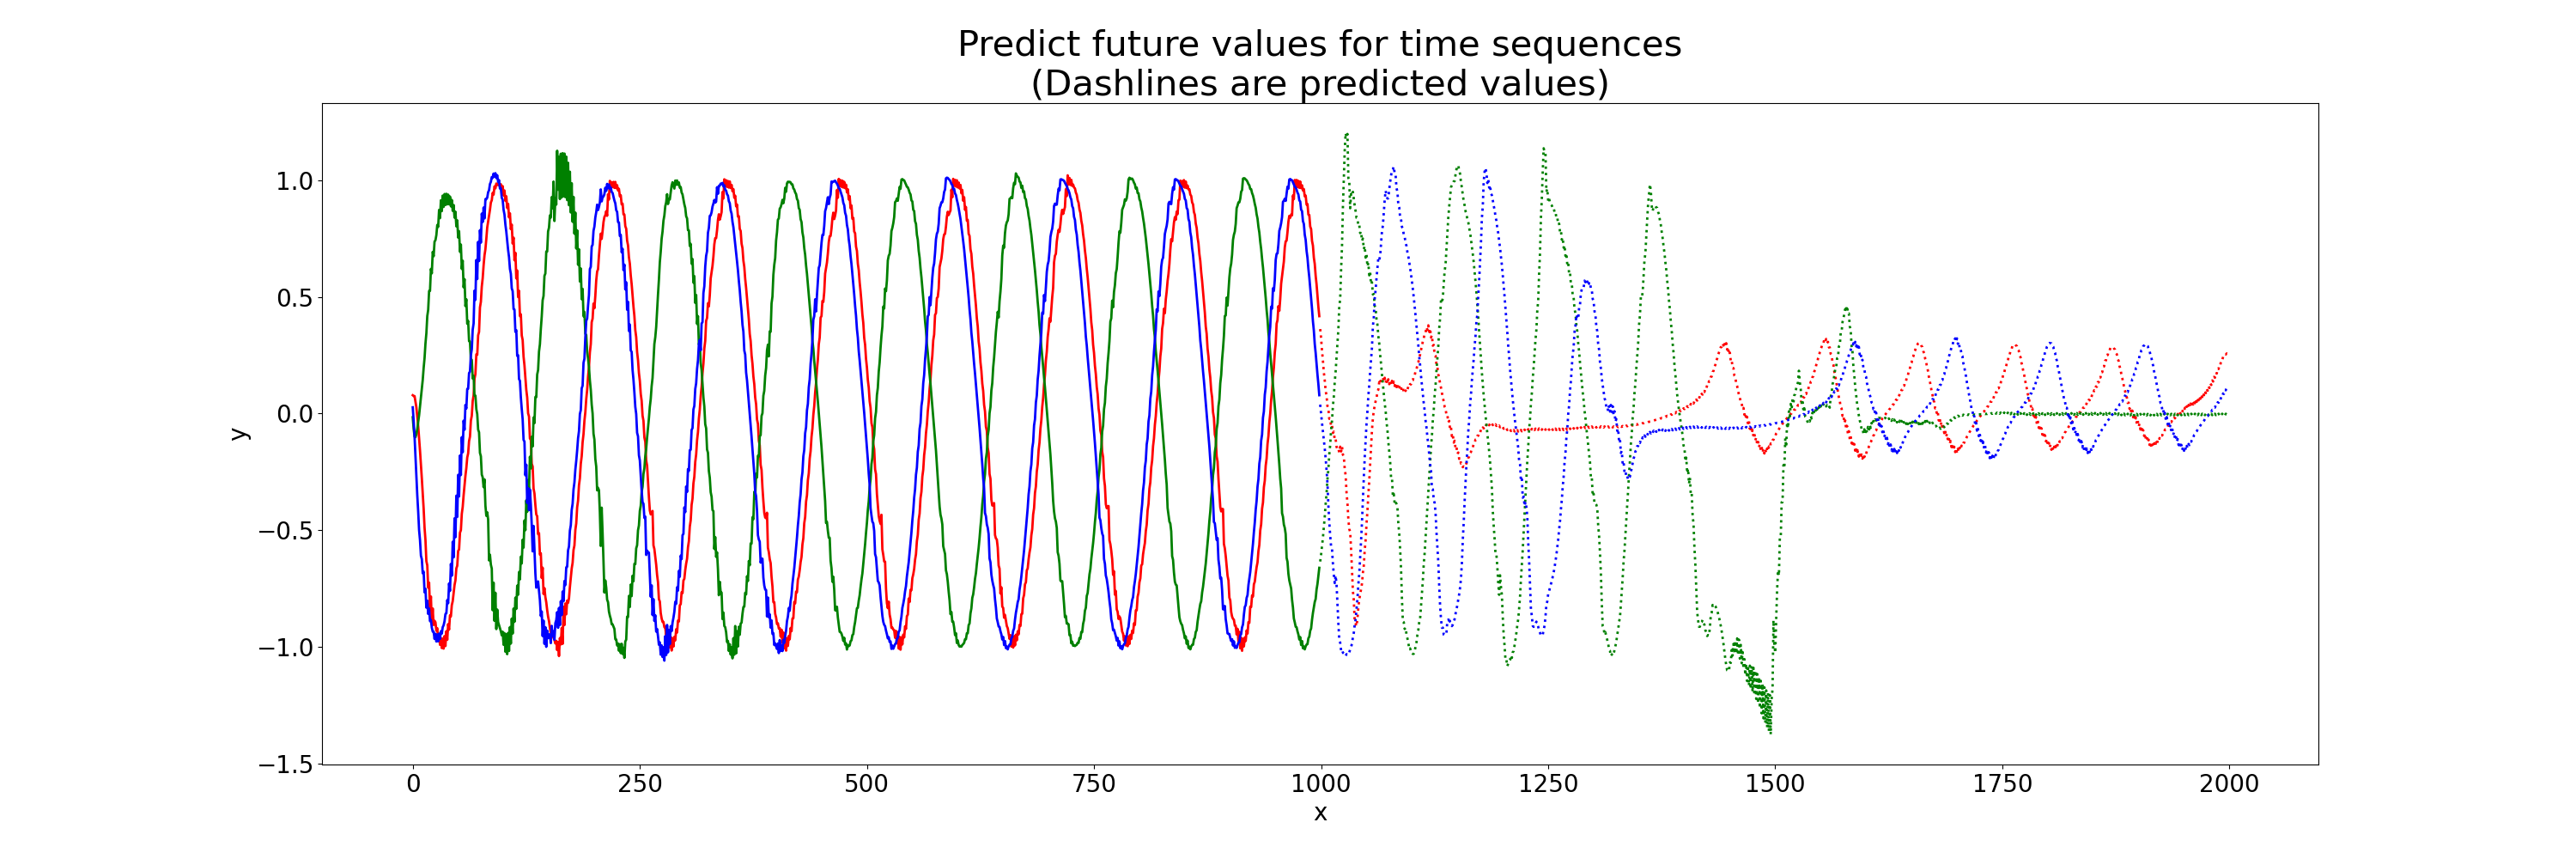 Predict future values for time sequences
(Dashlines are predicted values)
1.0
0.5
0.0
−0.5
−1.0
−1.5
y
0 250 500 750 1000 1250 1500 1750 2000
x